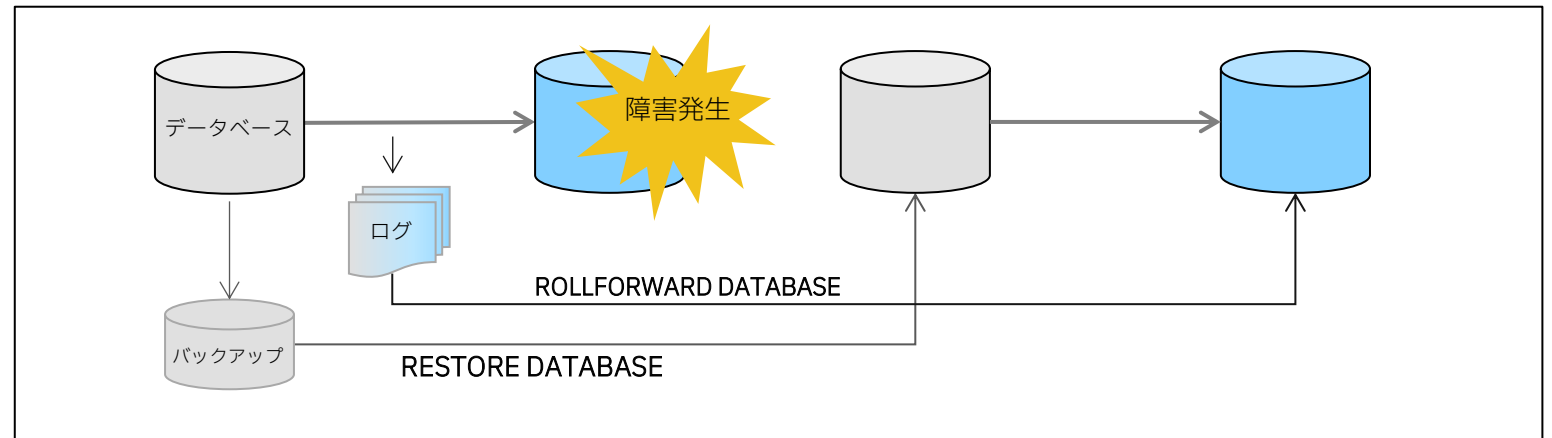 データベース
障害発生
ログ
ROLLFORWARD DATABASE
バックアップ
RESTORE DATABASE